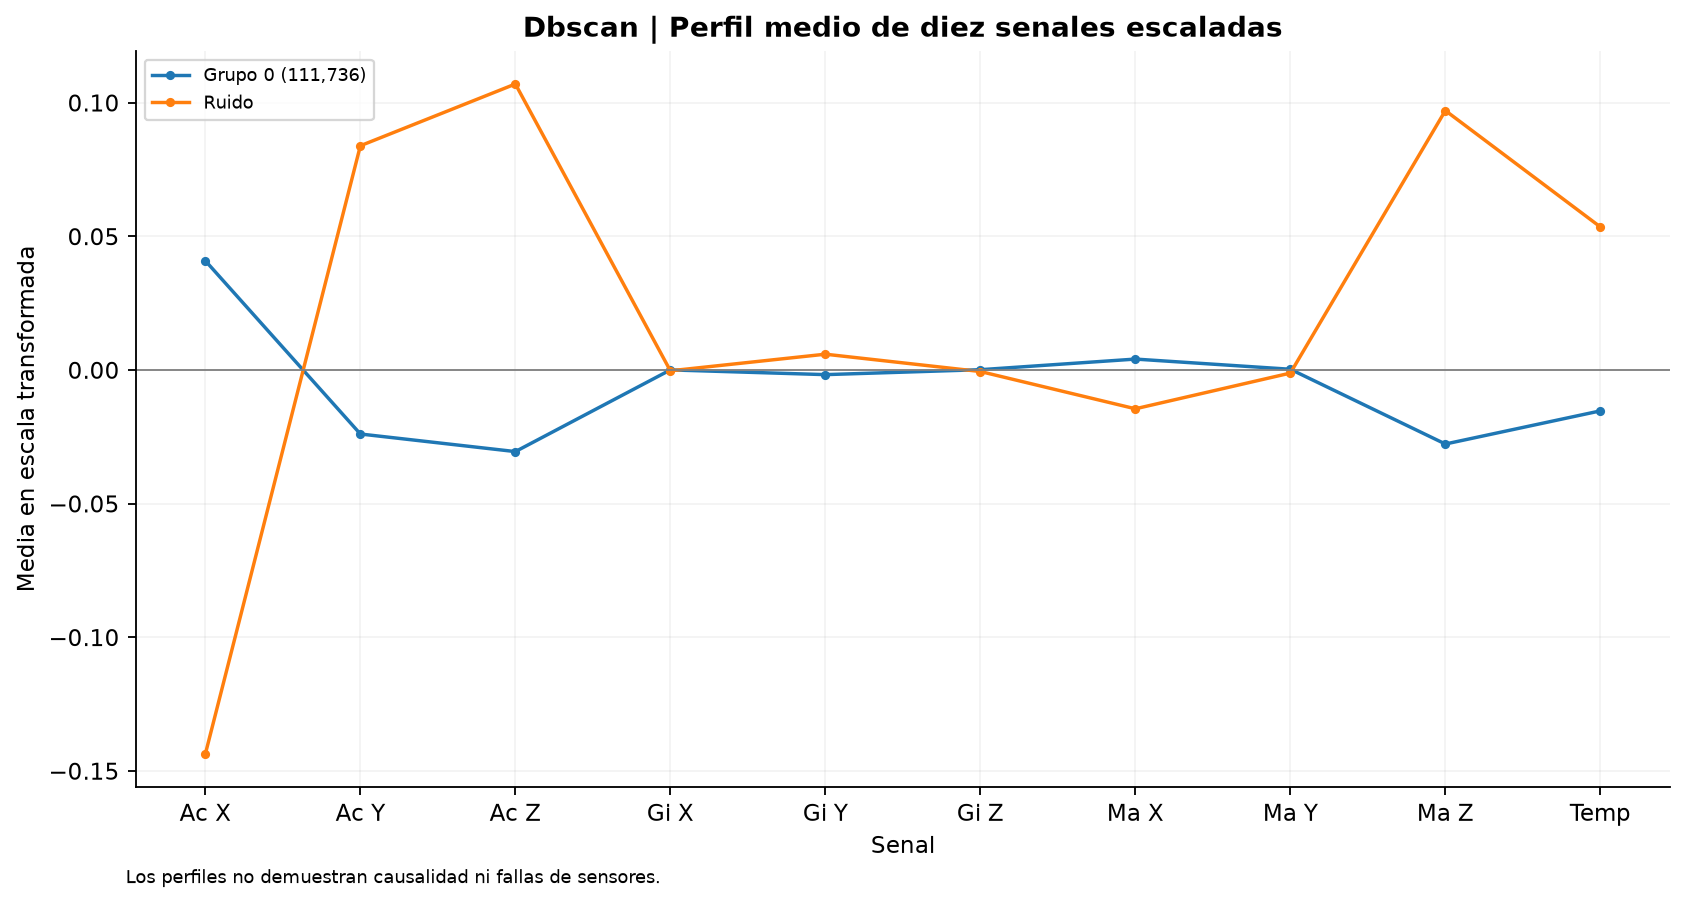 Dbscan | Perfil medio de diez senales escaladas
Grupo 0 (111,736)
Ruido
Media en escala transformada
0.10
0.05
0.00
−0.05
−0.10
−0.15
Ac X
Ac Y
Ac Z
Gi X
Gi Y
Gi Z
Ma X
Ma Y
Ma Z
Temp
Senal
Los perfiles no demuestran causalidad ni fallas de sensores.